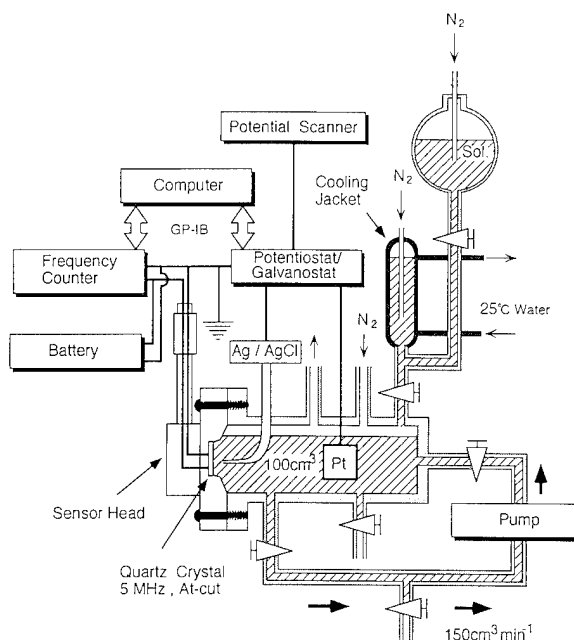 N2
Potential Scanner
Sol.
Cooling
Jacket
N2
Computer
GP-IB
Frequency
Counter
Potentiostat/
Galvanostat
25°C Water
Battery
Ag / AgCl
N2
100cm3
Pt
Sensor Head
Pump
Quartz Crystal
5 MHz , At-cut
150cm3 min-1